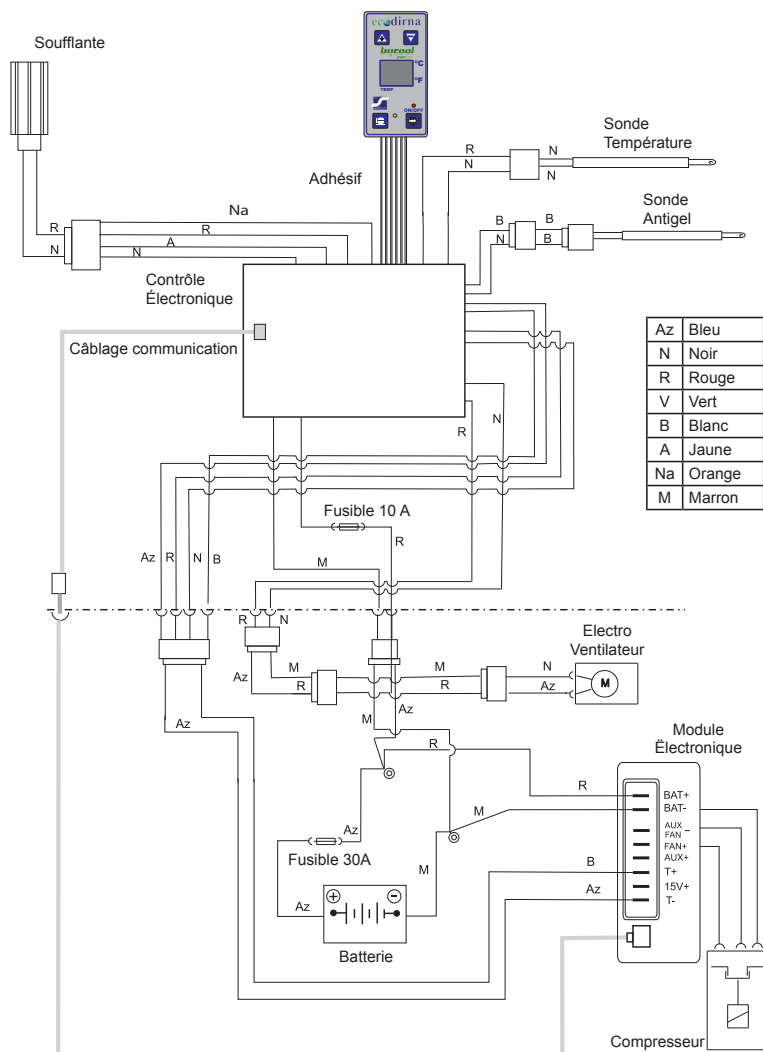 ecodirna
bycool
green
°C
°F
TEMP
ON/OFF
Soufflante
Adhésif
Sonde
Température
R
N
N
N
Sonde
Antigel
B
N
B
B
Na
R
A
N
R
N
Contrôle
Électronique
Câblage communication
Az Bleu
N Noir
R Rouge
V Vert
B Blanc
A Jaune
Na Orange
M Marron
R
N
Fusible 10 A
R
M
Az
R
N
B
R
N
Electro
Ventilateur
M
Az
M
R
M
R
N
Az
Az
M
Az
R
Module
Ëlectronique
R
M
BAT+
BAT-
AUX
FAN –
FAN+
AUX+
T+
15V+
T-
B
Az
Az
Fusible 30A
M
Az
+
-
Batterie
Compresseur